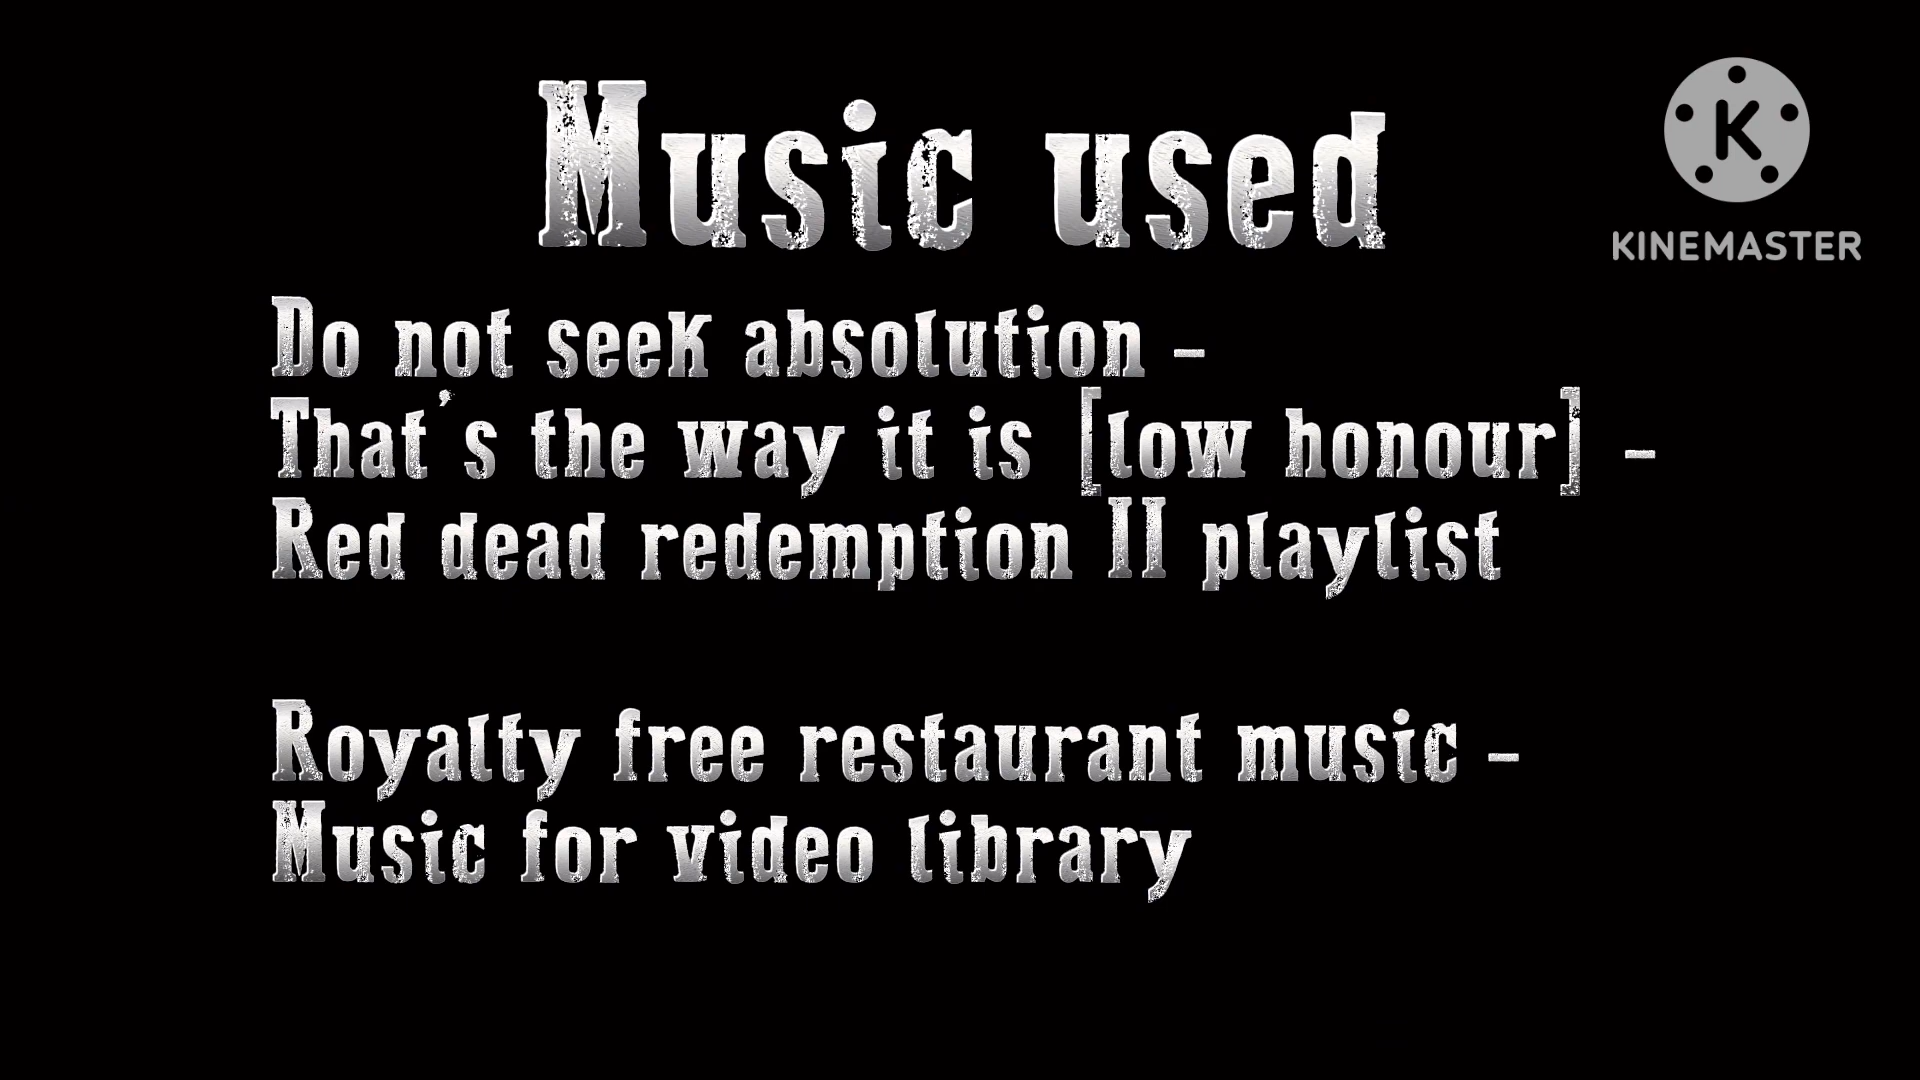 Music used
K
KINEMASTER
Do not seek absolution -
That's the way it is [low honour] -
Red dead redemption II playlist
Royalty free restaurant music -
Music for video library